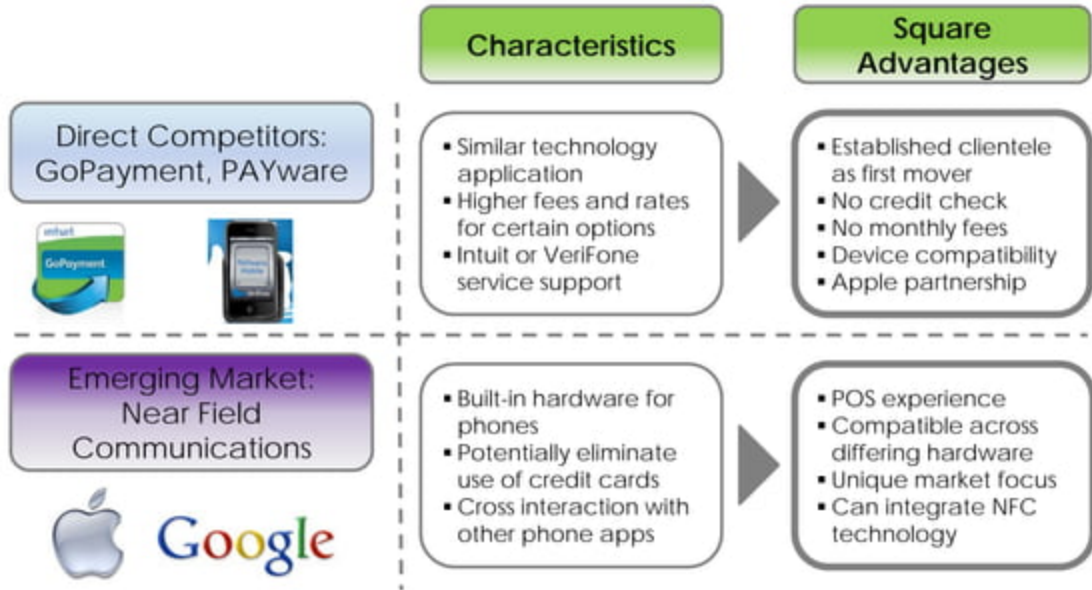 Characteristics
Square
Advantages
Direct Competitors:
GoPayment, PAYware
▪ Similar technology
application
▪ Higher fees and rates
for certain options
▪ Intuit or VeriFone
service support
▪ Established clientele
as first mover
▪ No credit check
▪ No monthly fees
▪ Device compatibility
▪ Apple partnership
intuit
GoPayment
Emerging Market:
Near Field
Communications
▪ Built-in hardware for
phones
▪ Potentially eliminate
use of credit cards
▪ Cross interaction with
other phone apps
▪ POS experience
▪ Compatible across
differing hardware
▪ Unique market focus
▪ Can integrate NFC
technology
Google